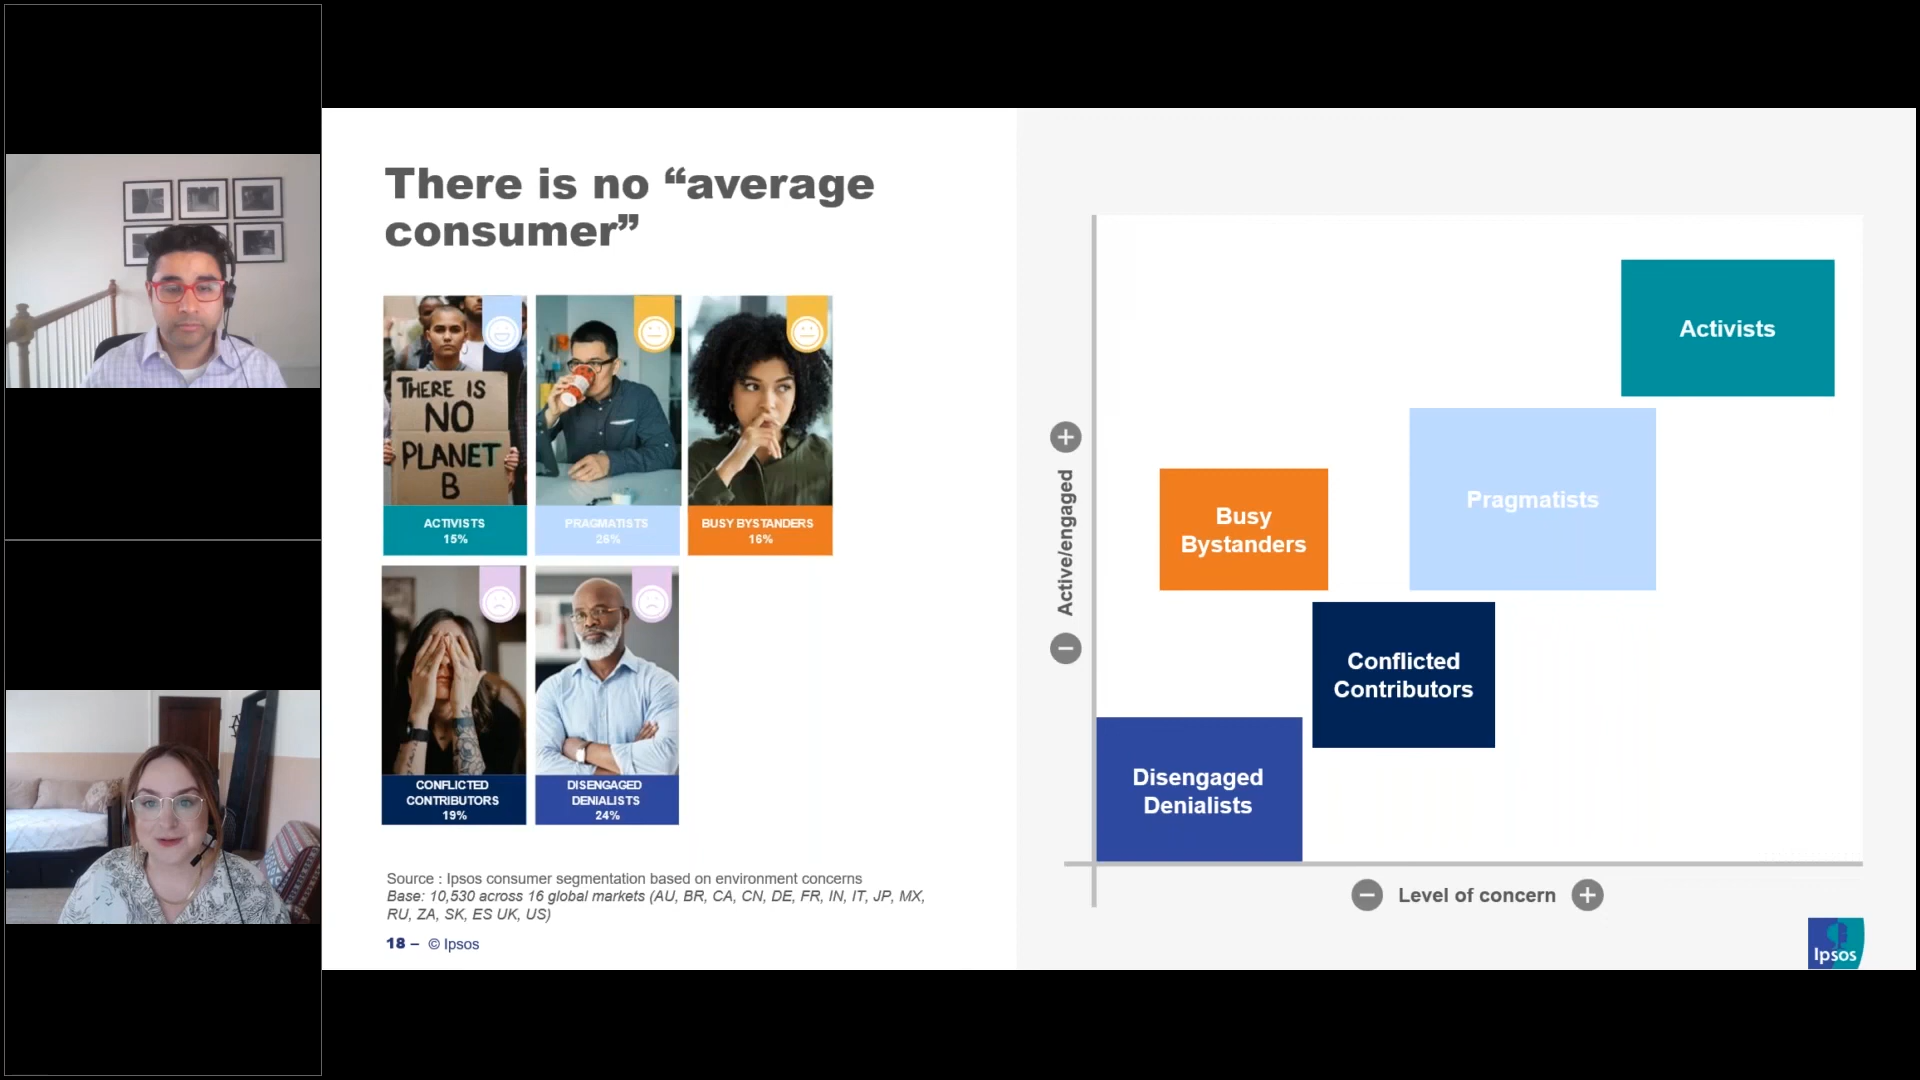 There is no “average
consumer”
THERE IS
NO
PLANET
B
ACTIVISTS
15%
PRAGMATISTS
26%
BUSY BYSTANDERS
16%
CONFLICTED
CONTRIBUTORS
19%
DISENGAGED
DENIALISTS
24%
Source : Ipsos consumer segmentation based on environment concerns
Base: 10,530 across 16 global markets (AU, BR, CA, CN, DE, FR, IN, IT, JP, MX,
RU, ZA, SK, ES UK, US)
18 – © Ipsos
Active/engaged
Activists
Pragmatists
Busy
Bystanders
Conflicted
Contributors
Disengaged
Denialists
Level of concern
Ipsos